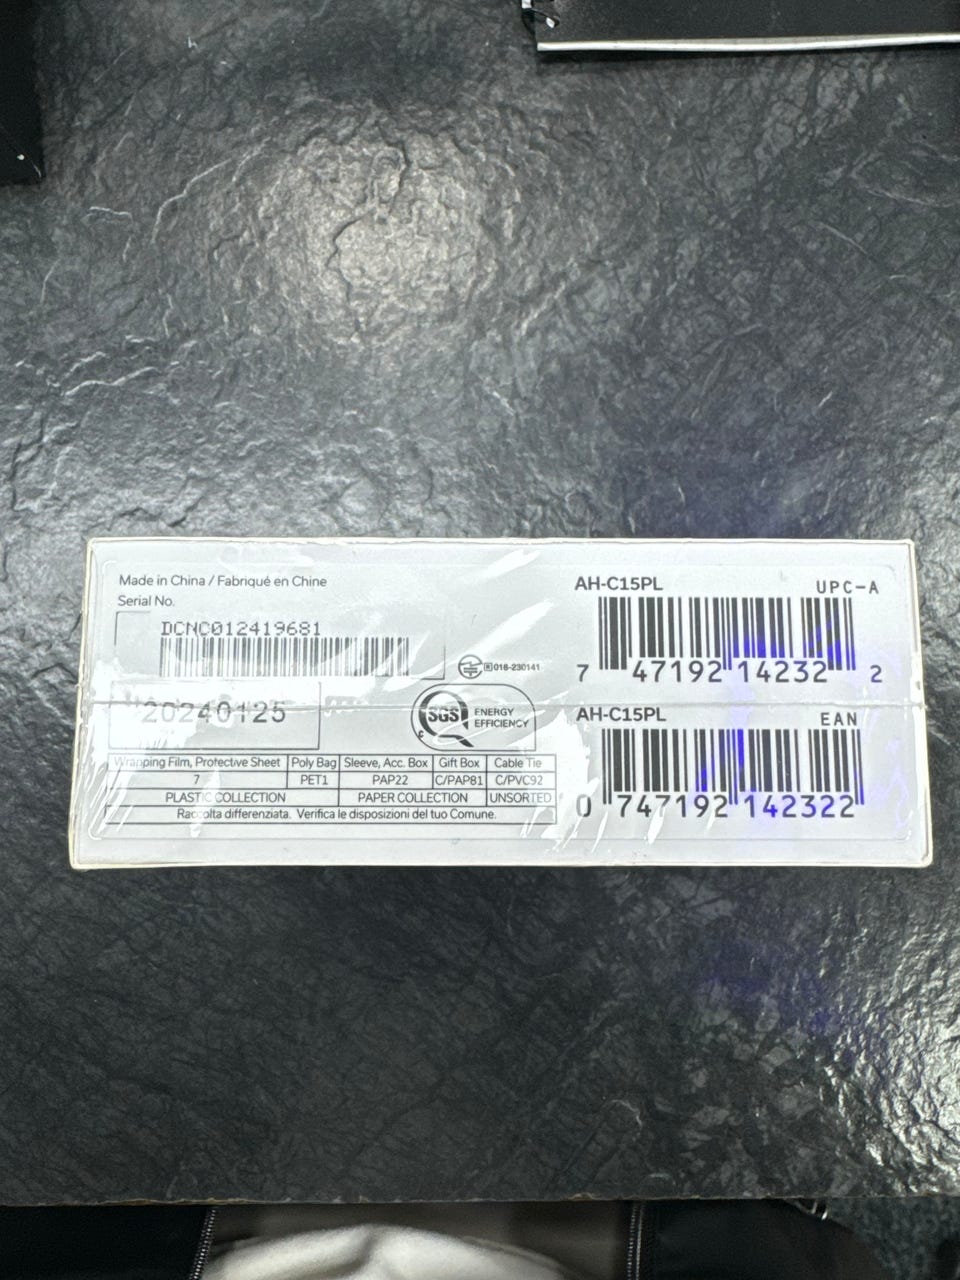 Made in China / Fabriqué en Chine
Serial No.
DCNC012419681
R 018-230141
20240125
SGS ENERGY EFFICIENCY
Wrapping Film, Protective Sheet Poly Bag Sleeve, Acc. Box Gift Box Cable Tie
7 PET1 PAP22 C/PAP81 C/PVC92
PLASTIC COLLECTION PAPER COLLECTION UNSORTED
Raccolta differenziata. Verifica le disposizioni del tuo Comune.
AH-C15PL UPC-A
7 47192 14232 2
AH-C15PL EAN
0 747192 142322